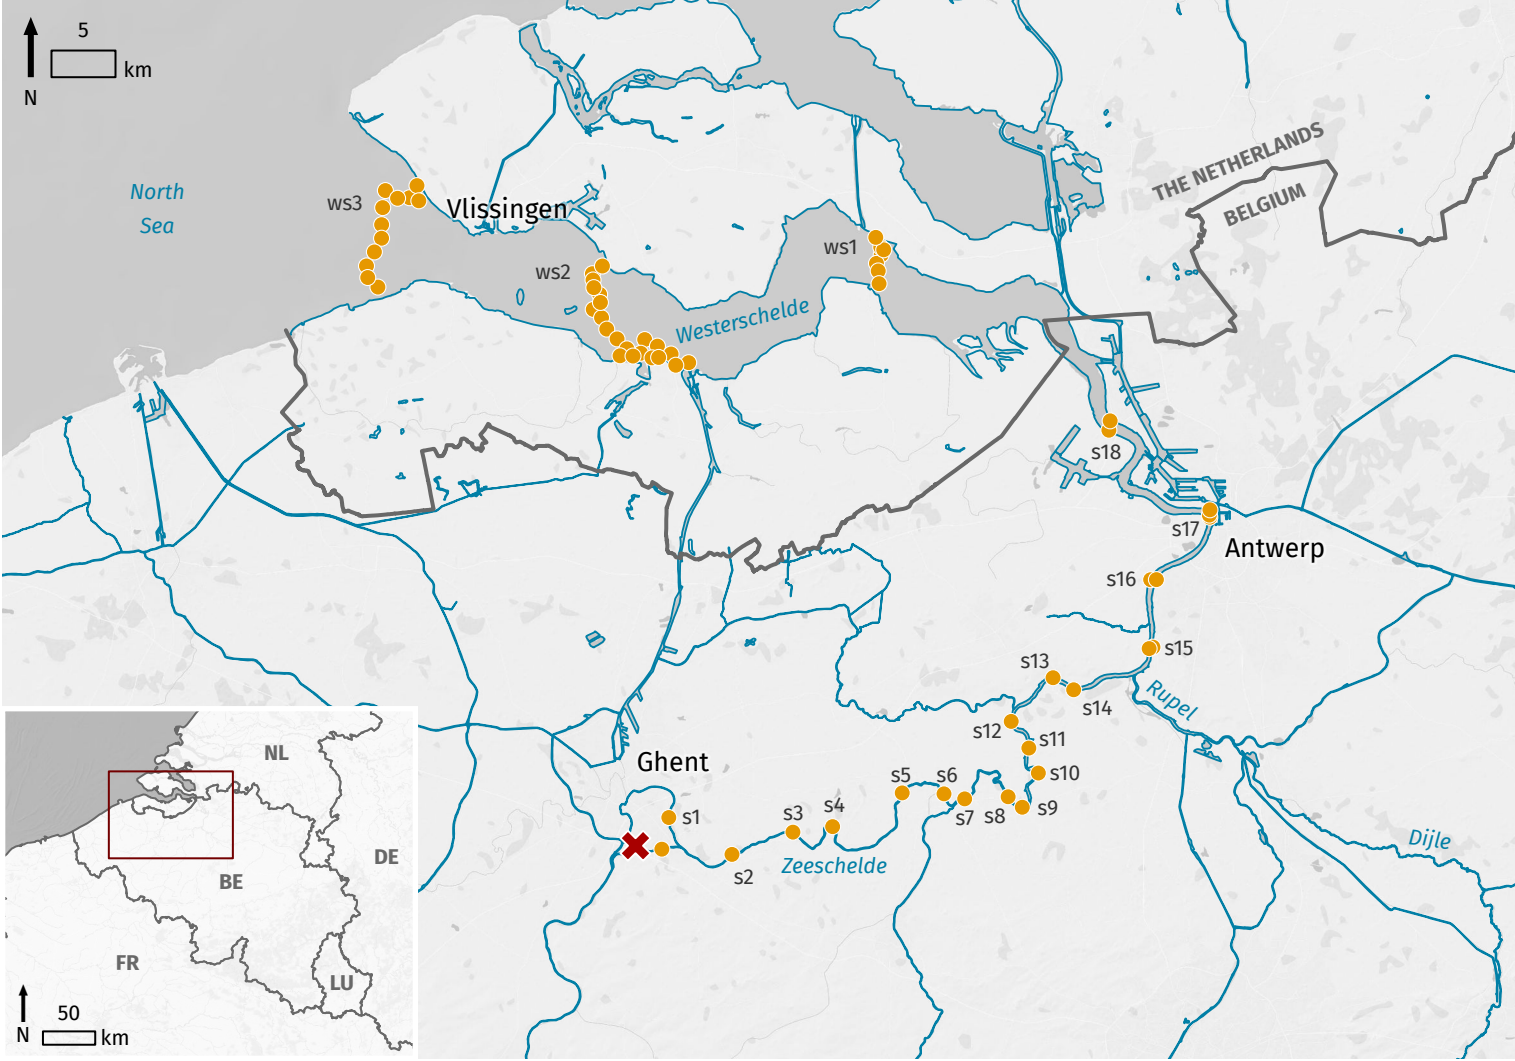 5
km
N
North
Sea
ws3
Vlissingen
ws2
ws1
Westerschelde
THE NETHERLANDS
BELGIUM
s18
s17
Antwerp
s16
s15
s13
s14
Rupel
s12
s11
s10
Ghent
s5
s6
s7
s8
s9
s1
s3
s4
s2
Zeeschelde
Dijle
NL
DE
BE
FR
LU
50
N
km